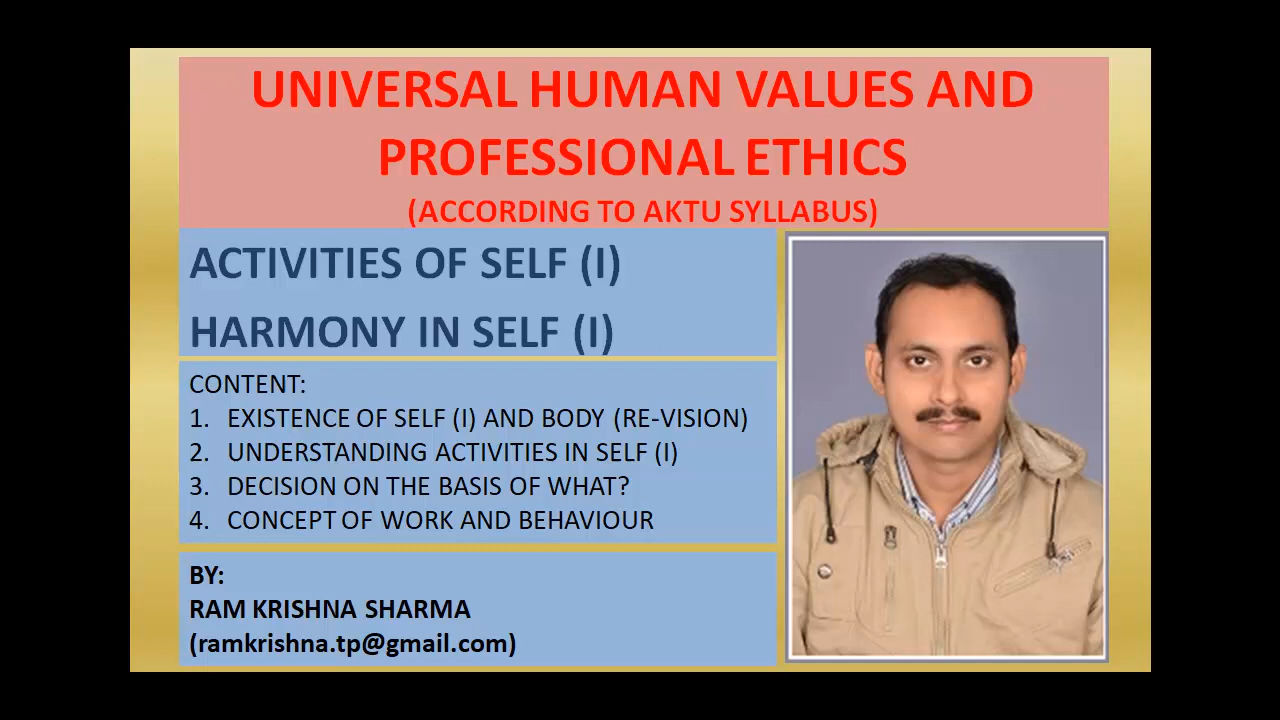 UNIVERSAL HUMAN VALUES AND
PROFESSIONAL ETHICS
(ACCORDING TO AKTU SYLLABUS)
ACTIVITIES OF SELF (I)
HARMONY IN SELF (I)
CONTENT:
1. EXISTENCE OF SELF (I) AND BODY (RE-VISION)
2. UNDERSTANDING ACTIVITIES IN SELF (I)
3. DECISION ON THE BASIS OF WHAT?
4. CONCEPT OF WORK AND BEHAVIOUR
BY:
RAM KRISHNA SHARMA
(ramkrishna.tp@gmail.com)